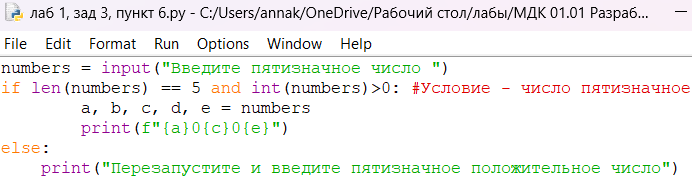 лаб 1, зад 3, пункт 6.py - C:/Users/annak/OneDrive/Рабочий стол/лабы/МДК 01.01 Разраб...
File Edit Format Run Options Window Help
numbers = input("Введите пятизначное число ")
if len(numbers) == 5 and int(numbers)>0: #Условие - число пятизначное
        a, b, c, d, e = numbers
        print(f"{a}0{c}0{e}")
else:
    print("Перезапустите и введите пятизначное положительное число")